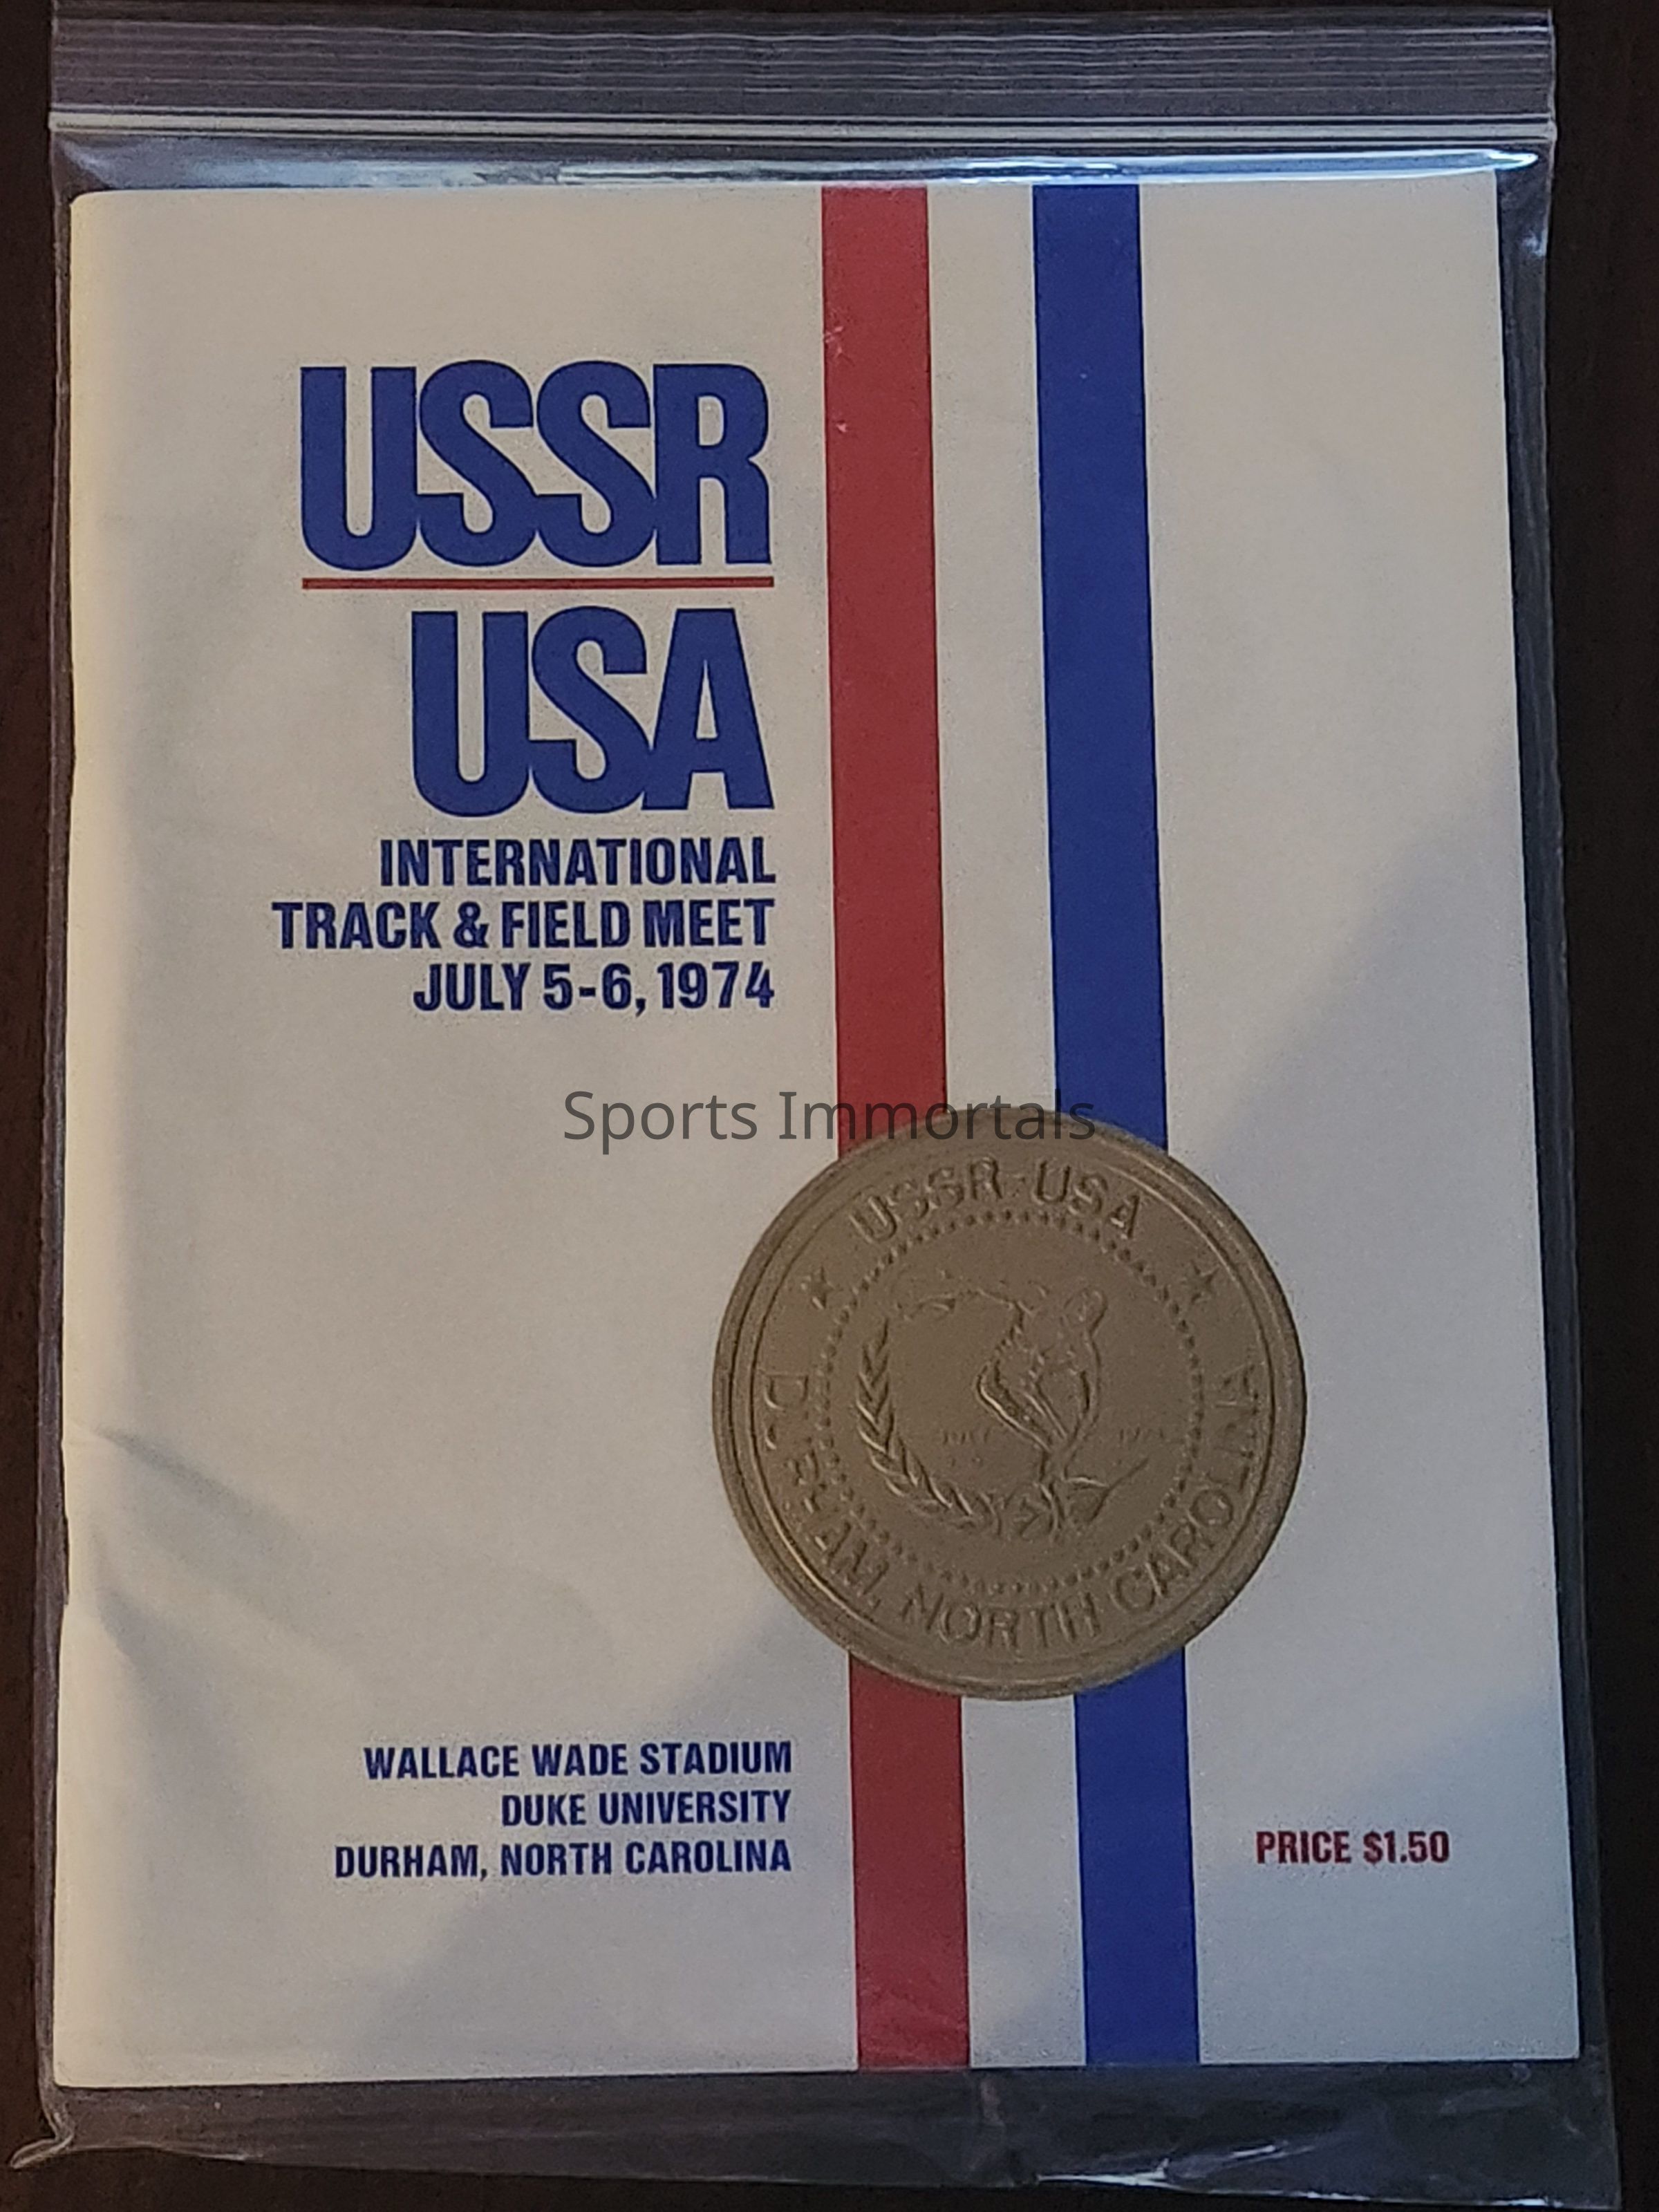 USSR
USA
INTERNATIONAL
TRACK & FIELD MEET
JULY 5-6, 1974
Sports Immortals
USSR-USA
DURHAM, NORTH CAROLINA
WALLACE WADE STADIUM
DUKE UNIVERSITY
DURHAM, NORTH CAROLINA
PRICE $1.50